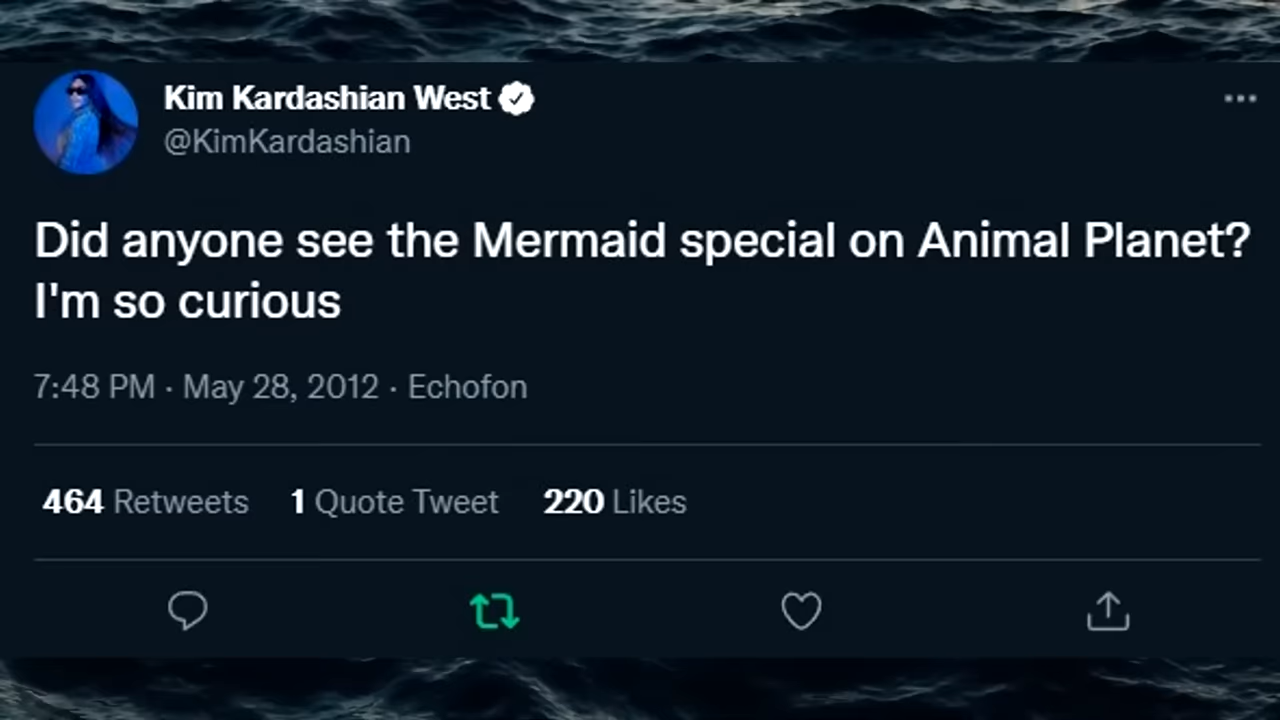 Kim Kardashian West
@KimKardashian
Did anyone see the Mermaid special on Animal Planet?
I'm so curious
7:48 PM · May 28, 2012 · Echofon
464 Retweets 1 Quote Tweet 220 Likes